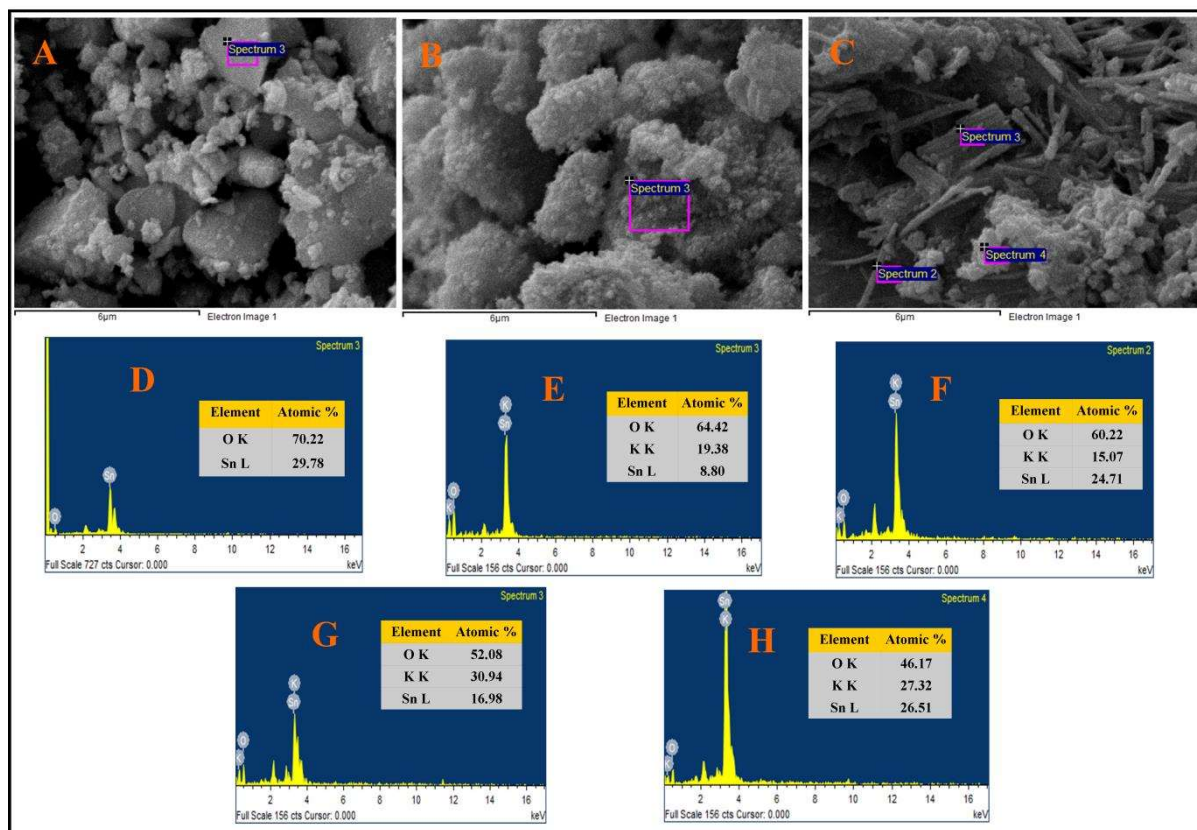 A
Spectrum 3
6µm
Electron Image 1
B
Spectrum 3
6µm
Electron Image 1
C
Spectrum 3
Spectrum 4
Spectrum 2
6µm
Electron Image 1
Spectrum 3
D
Element Atomic %
O K 70.22
Sn L 29.78
Sn
O
2 4 6 8 10 12 14 16
Full Scale 727 cts Cursor: 0.000 keV
Spectrum 3
E
Element Atomic %
O K 64.42
K K 19.38
Sn L 8.80
K
Sn
O
K
2 4 6 8 10 12 14 16
Full Scale 156 cts Cursor: 0.000 keV
Spectrum 2
F
Element Atomic %
O K 60.22
K K 15.07
Sn L 24.71
K
Sn
O
K
2 4 6 8 10 12 14 16
Full Scale 156 cts Cursor: 0.000 keV
Spectrum 3
G
Element Atomic %
O K 52.08
K K 30.94
Sn L 16.98
K
Sn
O
K
2 4 6 8 10 12 14 16
Full Scale 156 cts Cursor: 0.000 keV
Spectrum 4
H
Element Atomic %
O K 46.17
K K 27.32
Sn L 26.51
Sn
K
O
K
2 4 6 8 10 12 14 16
Full Scale 156 cts Cursor: 0.000 keV